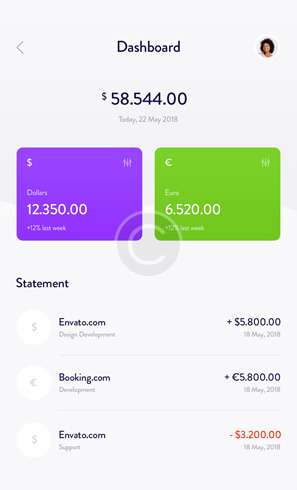 Dashboard
$ 58.544.00
Today, 22 May 2018
$
€
Dollars
Euro
12.350.00
6.520.00
+12% last week
+12% last week
C
Statement
$
Envato.com
+ $5.800.00
Design Development
18 May, 2018
€
Booking.com
+ €5.800.00
Development
18 May, 2018
$
Envato.com
- $3.200.00
Support
18 May, 2018